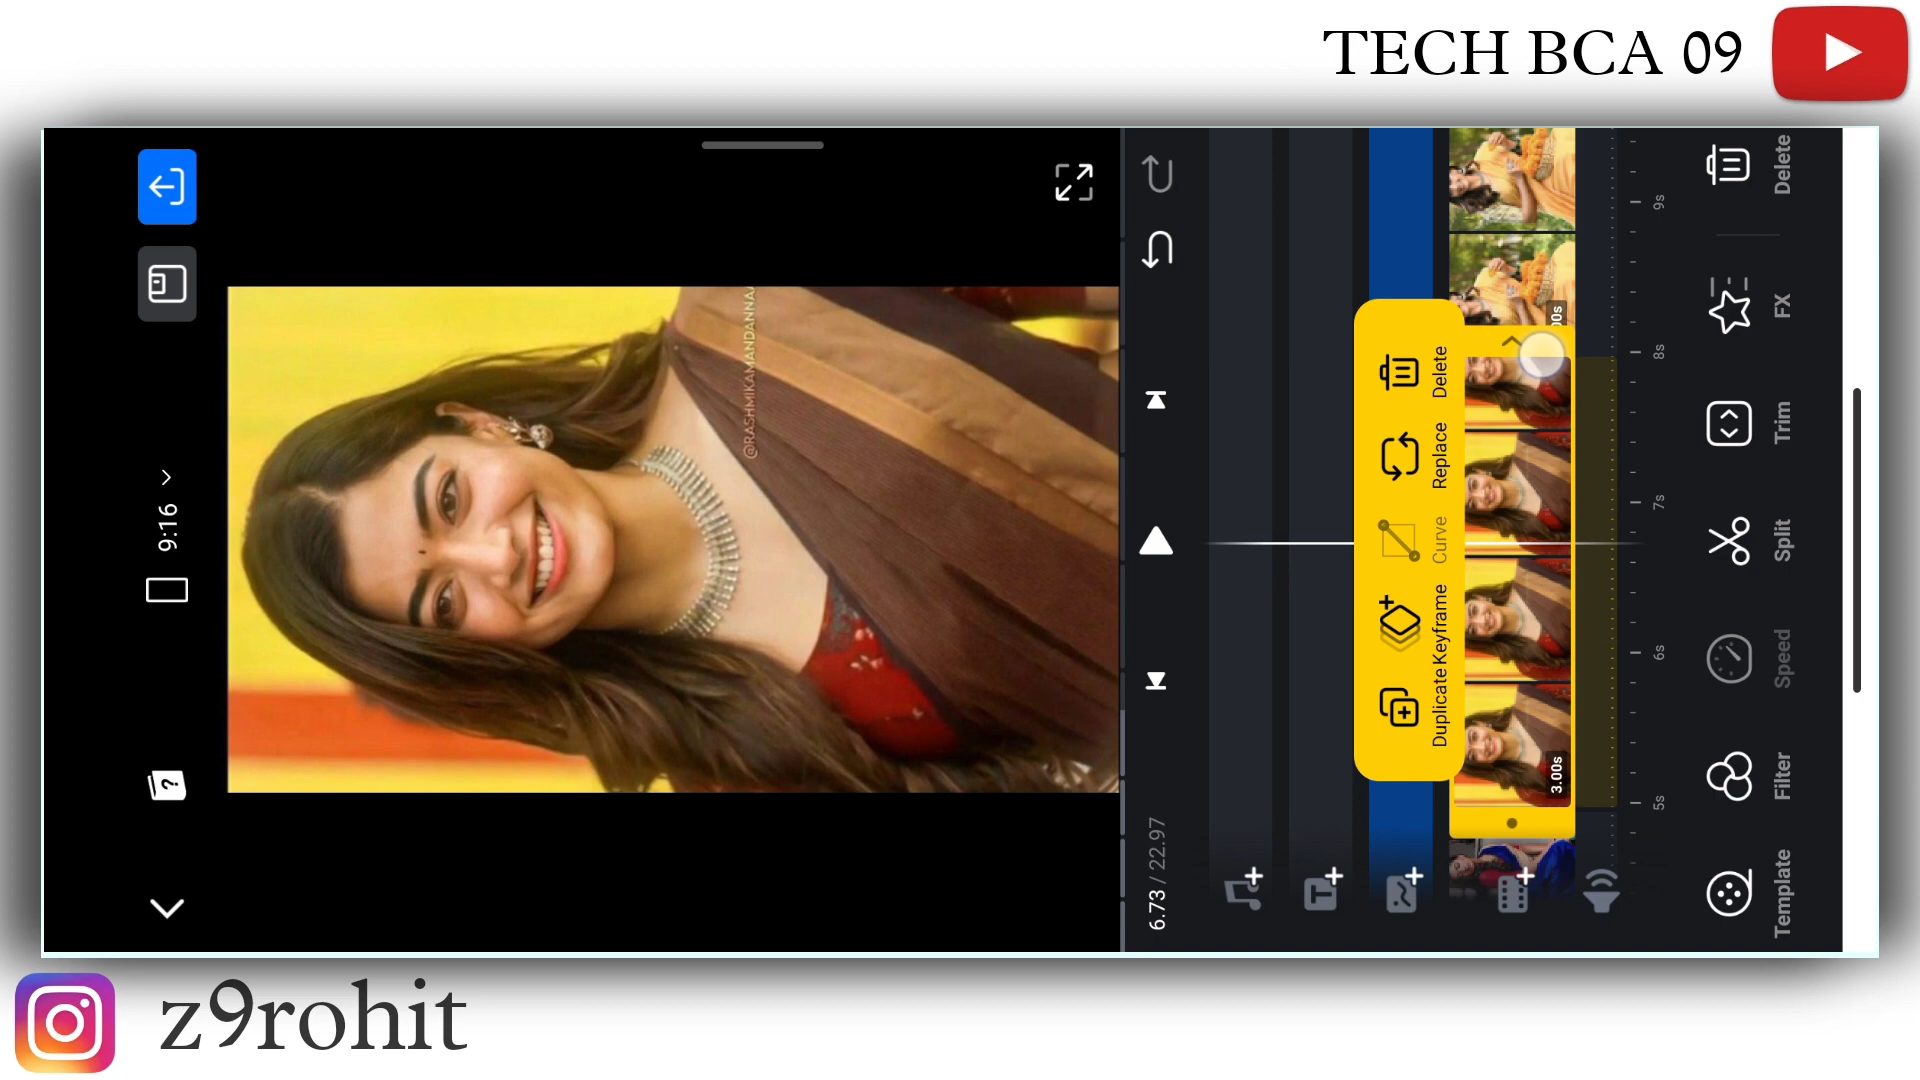 TECH BCA 09
9:16
?
@RASHMIKAMANDANNA
6.73 / 22.97
Delete
Replace
Curve
Keyframe
Duplicate
3.00s
00s
9s
8s
7s
6s
5s
Delete
FX
Trim
Split
Speed
Filter
Template
z9rohit